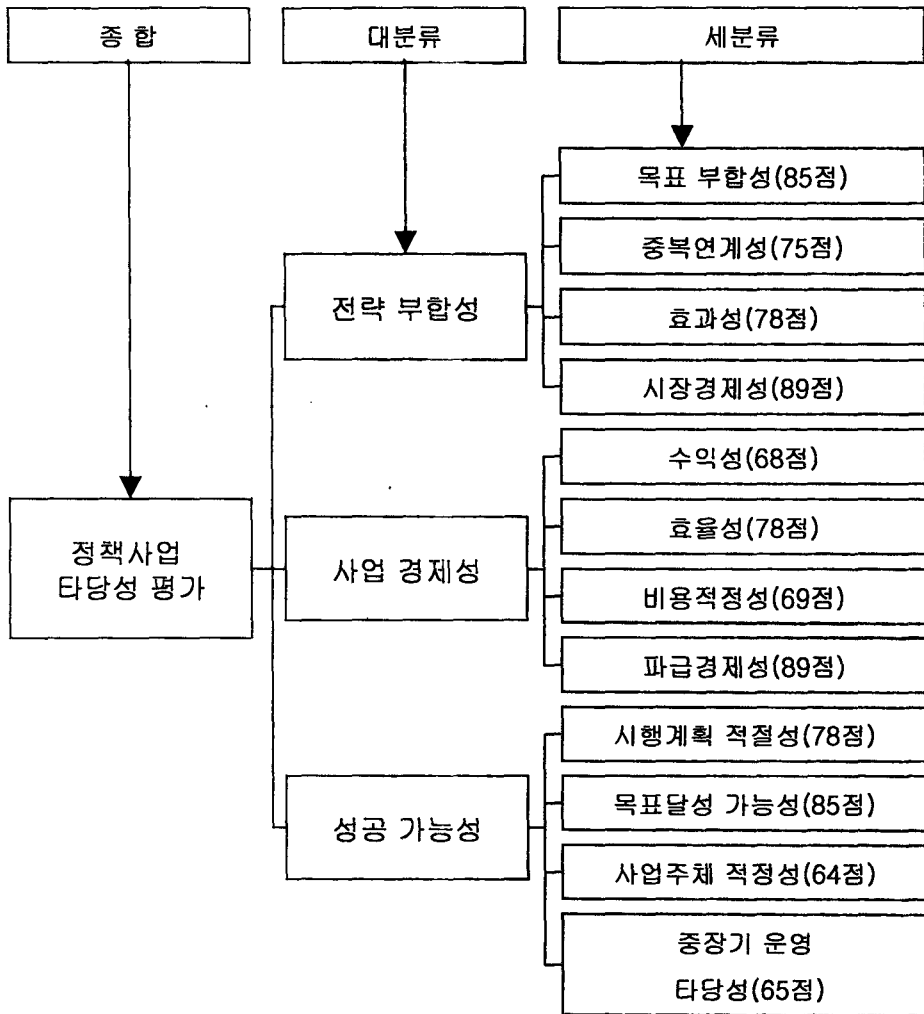 종 합
대분류
세분류
목표 부합성(85점)
중복연계성(75점)
전략 부합성
효과성(78점)
시장경제성(89점)
수익성(68점)
정책사업
타당성 평가
사업 경제성
효율성(78점)
비용적정성(69점)
파급경제성(89점)
시행계획 적절성(78점)
목표달성 가능성(85점)
성공 가능성
사업주체 적정성(64점)
중장기 운영
타당성(65점)